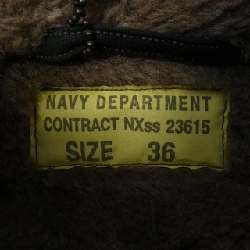 NAVY DEPARTMENT
CONTRACT NXss 23615
SIZE 36